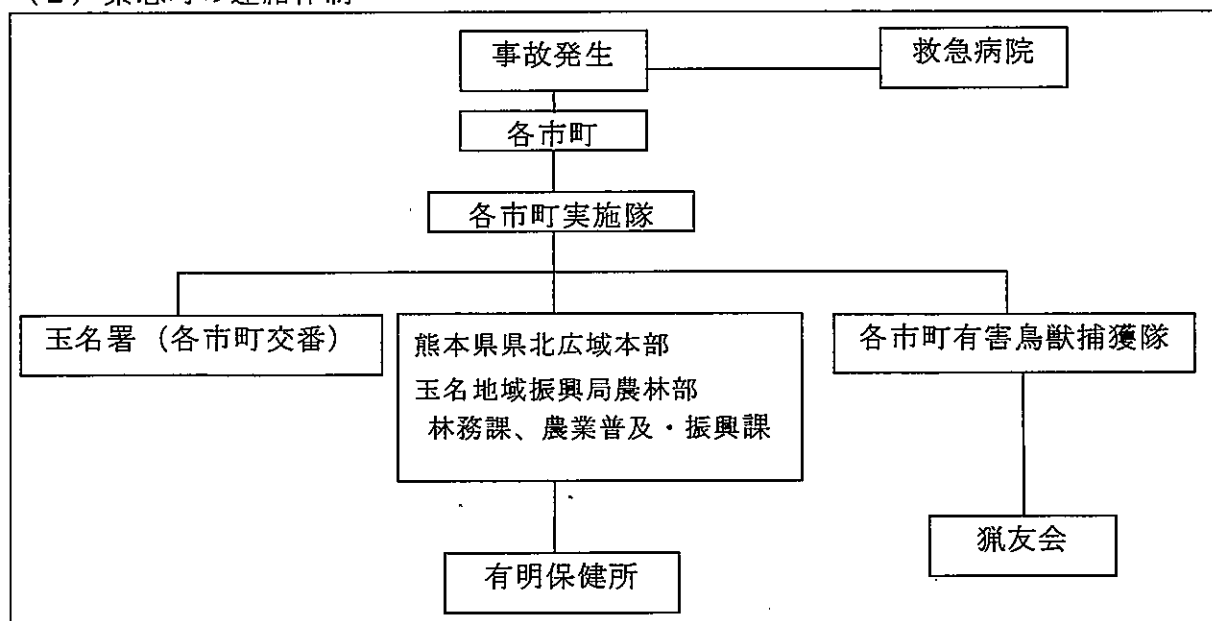 事故発生
救急病院
各市町
各市町実施隊
玉名署（各市町交番）
熊本県県北広域本部
玉名地域振興局農林部
林務課、農業普及・振興課
各市町有害鳥獣捕獲隊
猟友会
有明保健所